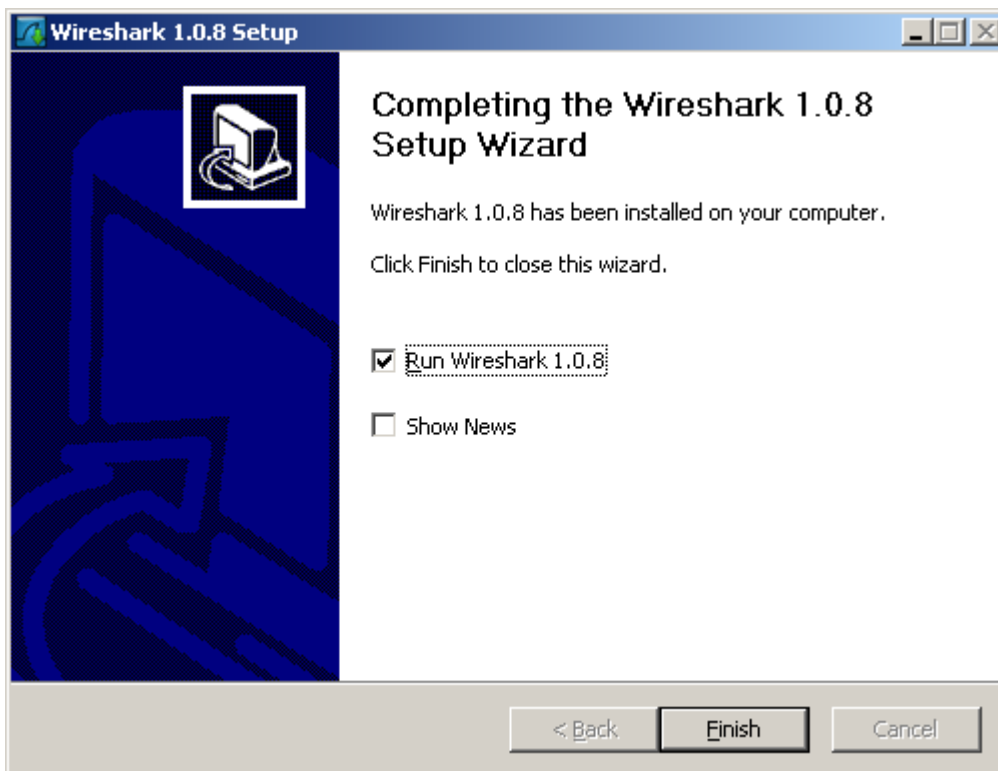 Wireshark 1.0.8 Setup
Completing the Wireshark 1.0.8
Setup Wizard
Wireshark 1.0.8 has been installed on your computer.
Click Finish to close this wizard.
Run Wireshark 1.0.8
Show News
< Back
Finish
Cancel